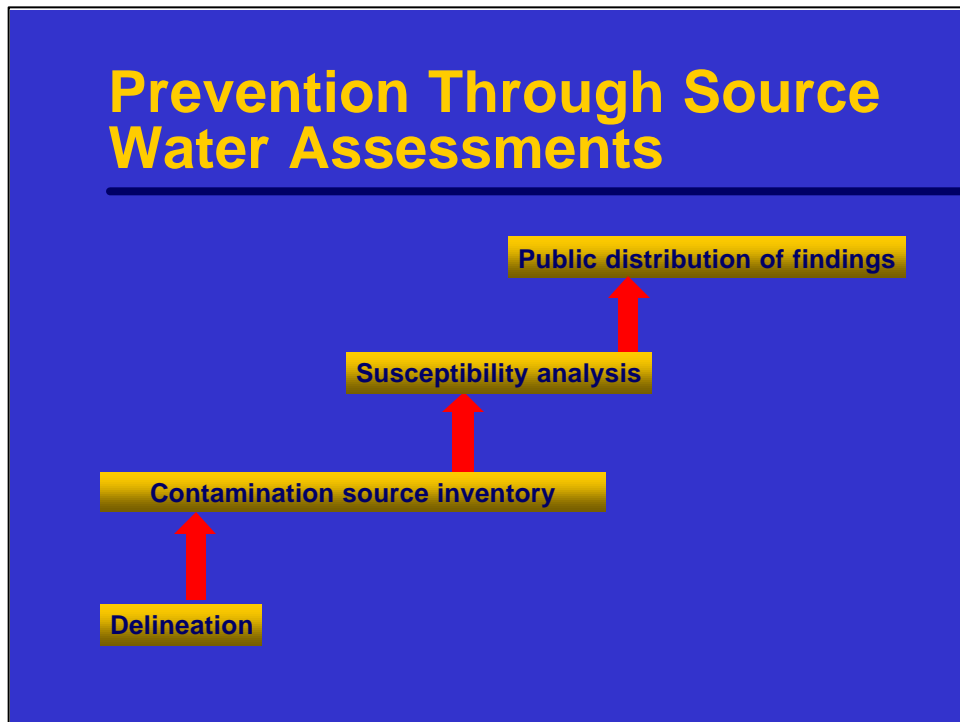 Prevention Through Source
Water Assessments
Public distribution of findings
Susceptibility analysis
Contamination source inventory
Delineation